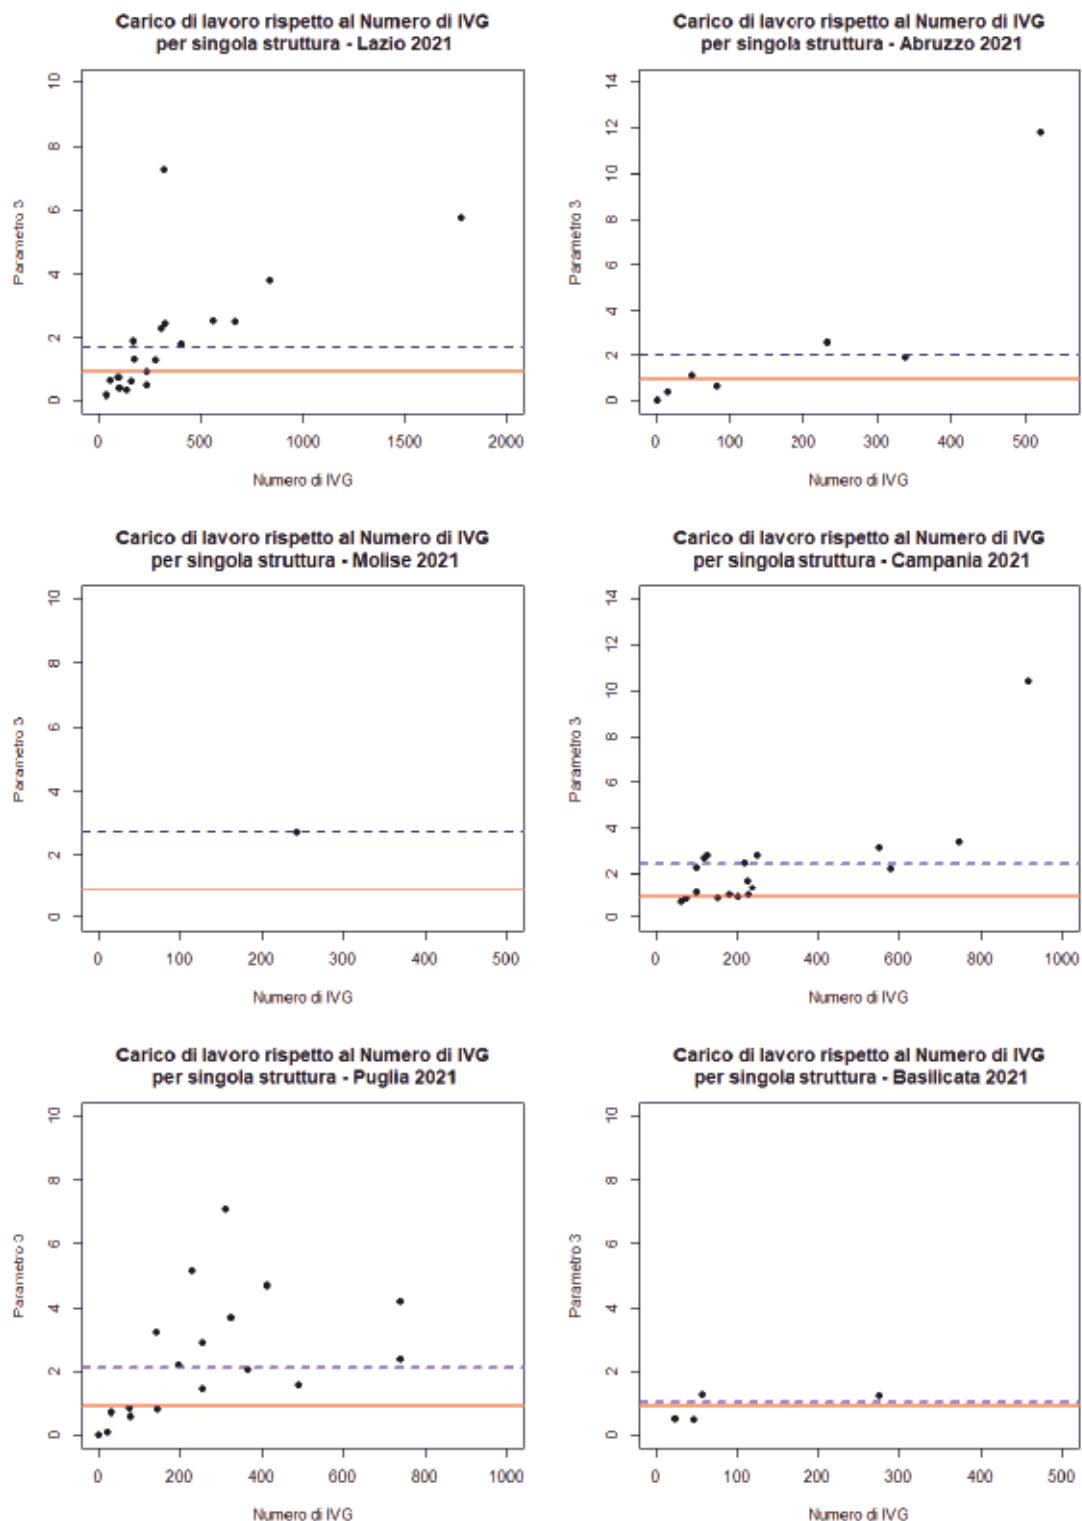 Carico di lavoro rispetto al Numero di IVG
per singola struttura - Lazio 2021
10
8
6
4
2
0
Parametro 3
0 500 1000 1500 2000
Numero di IVG
Carico di lavoro rispetto al Numero di IVG
per singola struttura - Abruzzo 2021
14
12
10
8
6
4
2
0
Parametro 3
0 100 200 300 400 500
Numero di IVG
Carico di lavoro rispetto al Numero di IVG
per singola struttura - Molise 2021
10
8
6
4
2
0
Parametro 3
0 100 200 300 400 500
Numero di IVG
Carico di lavoro rispetto al Numero di IVG
per singola struttura - Campania 2021
14
12
10
8
6
4
2
0
Parametro 3
0 200 400 600 800 1000
Numero di IVG
Carico di lavoro rispetto al Numero di IVG
per singola struttura - Puglia 2021
10
8
6
4
2
0
Parametro 3
0 200 400 600 800 1000
Numero di IVG
Carico di lavoro rispetto al Numero di IVG
per singola struttura - Basilicata 2021
10
8
6
4
2
0
Parametro 3
0 100 200 300 400 500
Numero di IVG